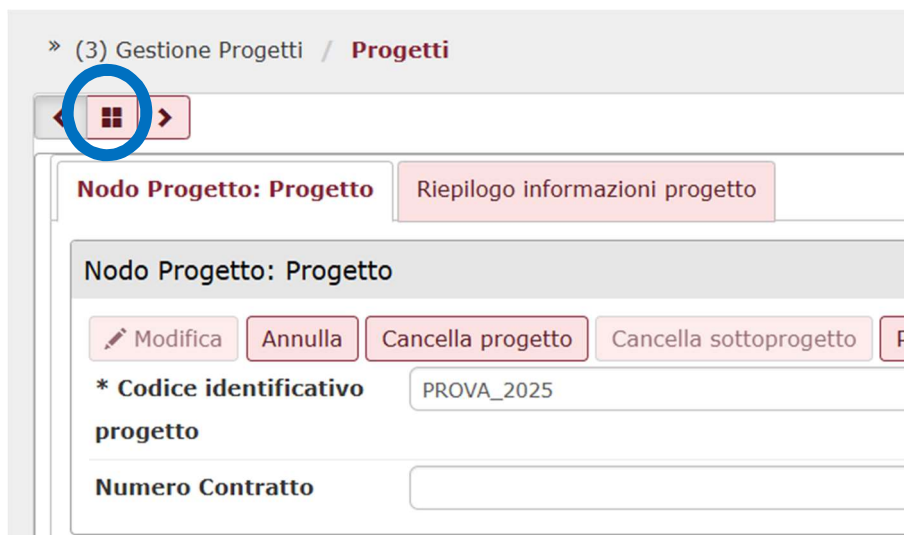 » (3) Gestione Progetti / Progetti
Nodo Progetto: Progetto
Riepilogo informazioni progetto
Nodo Progetto: Progetto
Modifica Annulla Cancella progetto Cancella sottoprogetto
* Codice identificativo
progetto
PROVA_2025
Numero Contratto